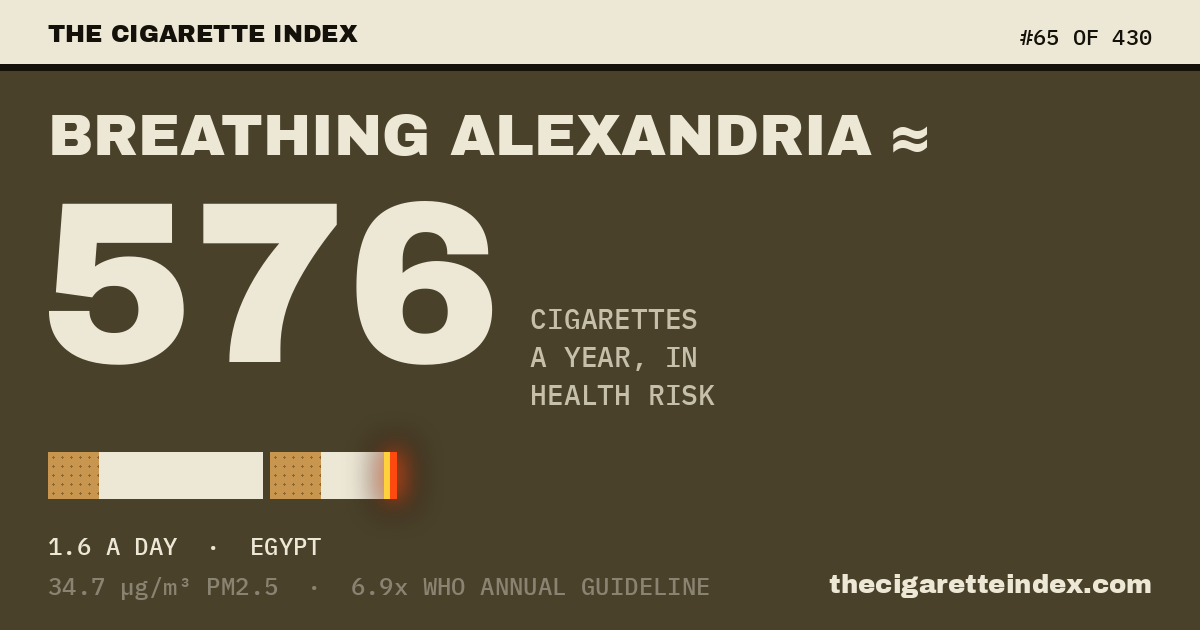 THE CIGARETTE INDEX
#65 OF 430
BREATHING ALEXANDRIA ≈
576
CIGARETTES
A YEAR, IN
HEALTH RISK
1.6 A DAY · EGYPT
34.7 µg/m³ PM2.5 · 6.9x WHO ANNUAL GUIDELINE
thecigaretteindex.com